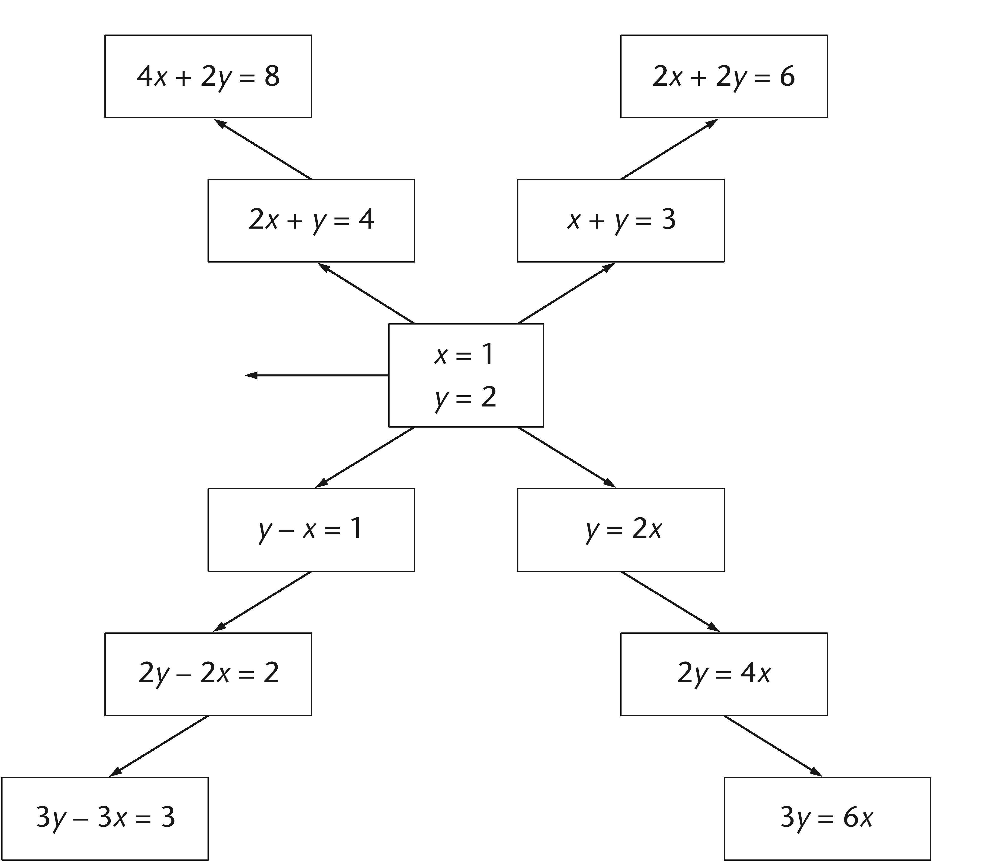 4x + 2y = 8
2x + 2y = 6
2x + y = 4
x + y = 3
x = 1
y = 2
y − x = 1
y = 2x
2y − 2x = 2
2y = 4x
3y − 3x = 3
3y = 6x